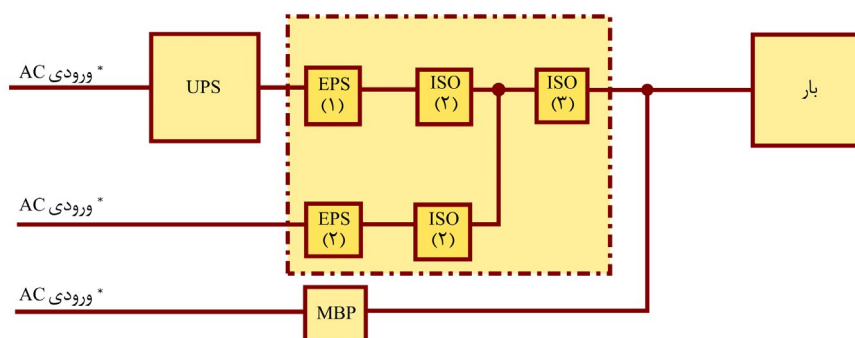 * ورودی AC
UPS
EPS
(۱)
ISO
(۲)
ISO
(۳)
بار
* ورودی AC
EPS
(۲)
ISO
(۲)
* ورودی AC
MBP